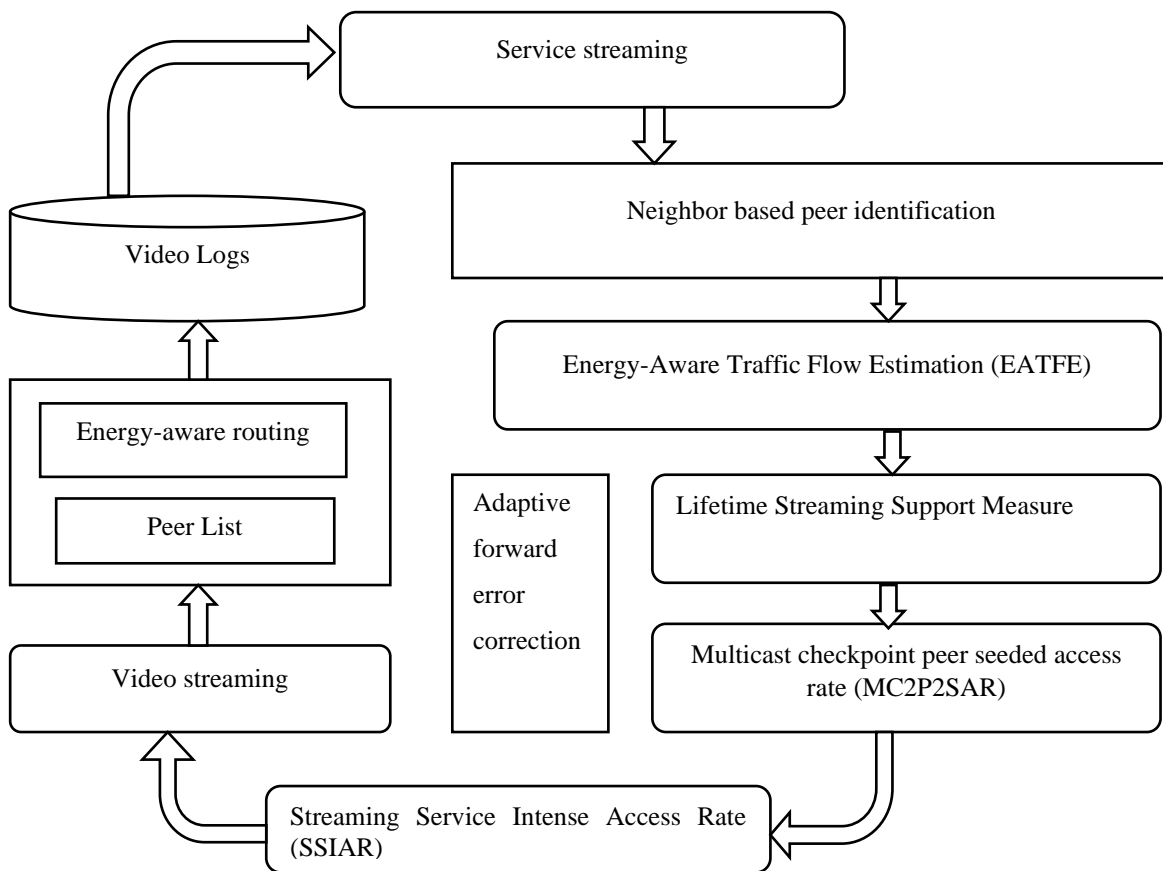 Service streaming
Neighbor based peer identification
Video Logs
Energy-Aware Traffic Flow Estimation (EATFE)
Energy-aware routing
Peer List
Adaptive
forward
error
correction
Lifetime Streaming Support Measure
Multicast checkpoint peer seeded access
rate (MC2P2SAR)
Video streaming
Streaming Service Intense Access Rate
(SSIAR)